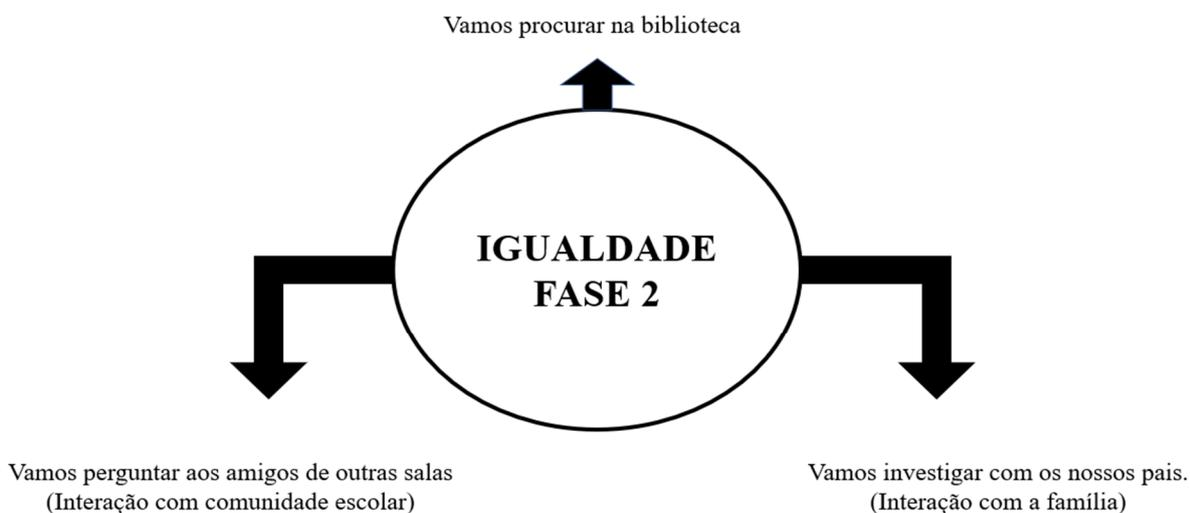 Vamos procurar na biblioteca
IGUALDADE
FASE 2
Vamos perguntar aos amigos de outras salas
(Interação com comunidade escolar)
Vamos investigar com os nossos pais.
(Interação com a família)